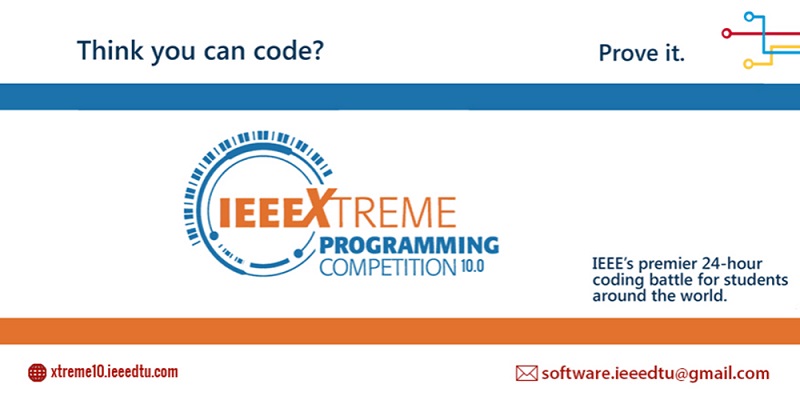 Think you can code?
Prove it.
IEEEXTREME
PROGRAMMING
COMPETITION 10.0
IEEE's premier 24-hour
coding battle for students
around the world.
xtreme10.ieeedtu.com
software.ieeedtu@gmail.com